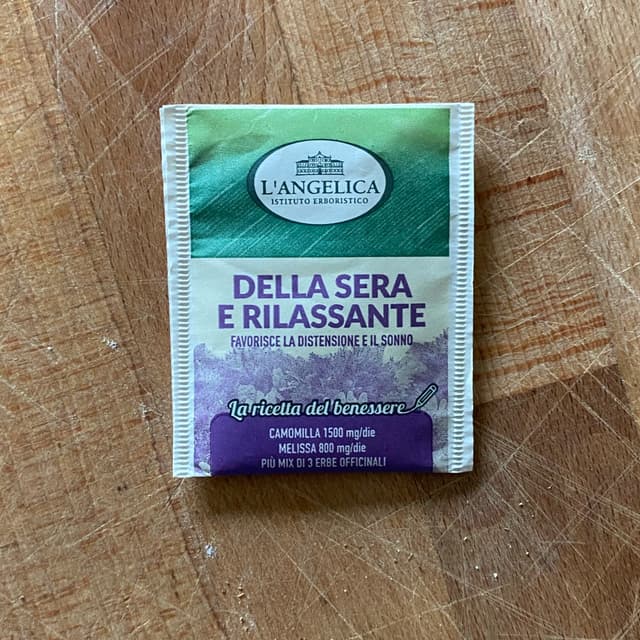 L'ANGELICA
ISTITUTO ERBORISTICO
DELLA SERA
E RILASSANTE
FAVORISCE LA DISTENSIONE E IL SONNO
La ricetta del benessere
CAMOMILLA 1500 mg/die
MELISSA 800 mg/die
PIÙ MIX DI 3 ERBE OFFICINALI